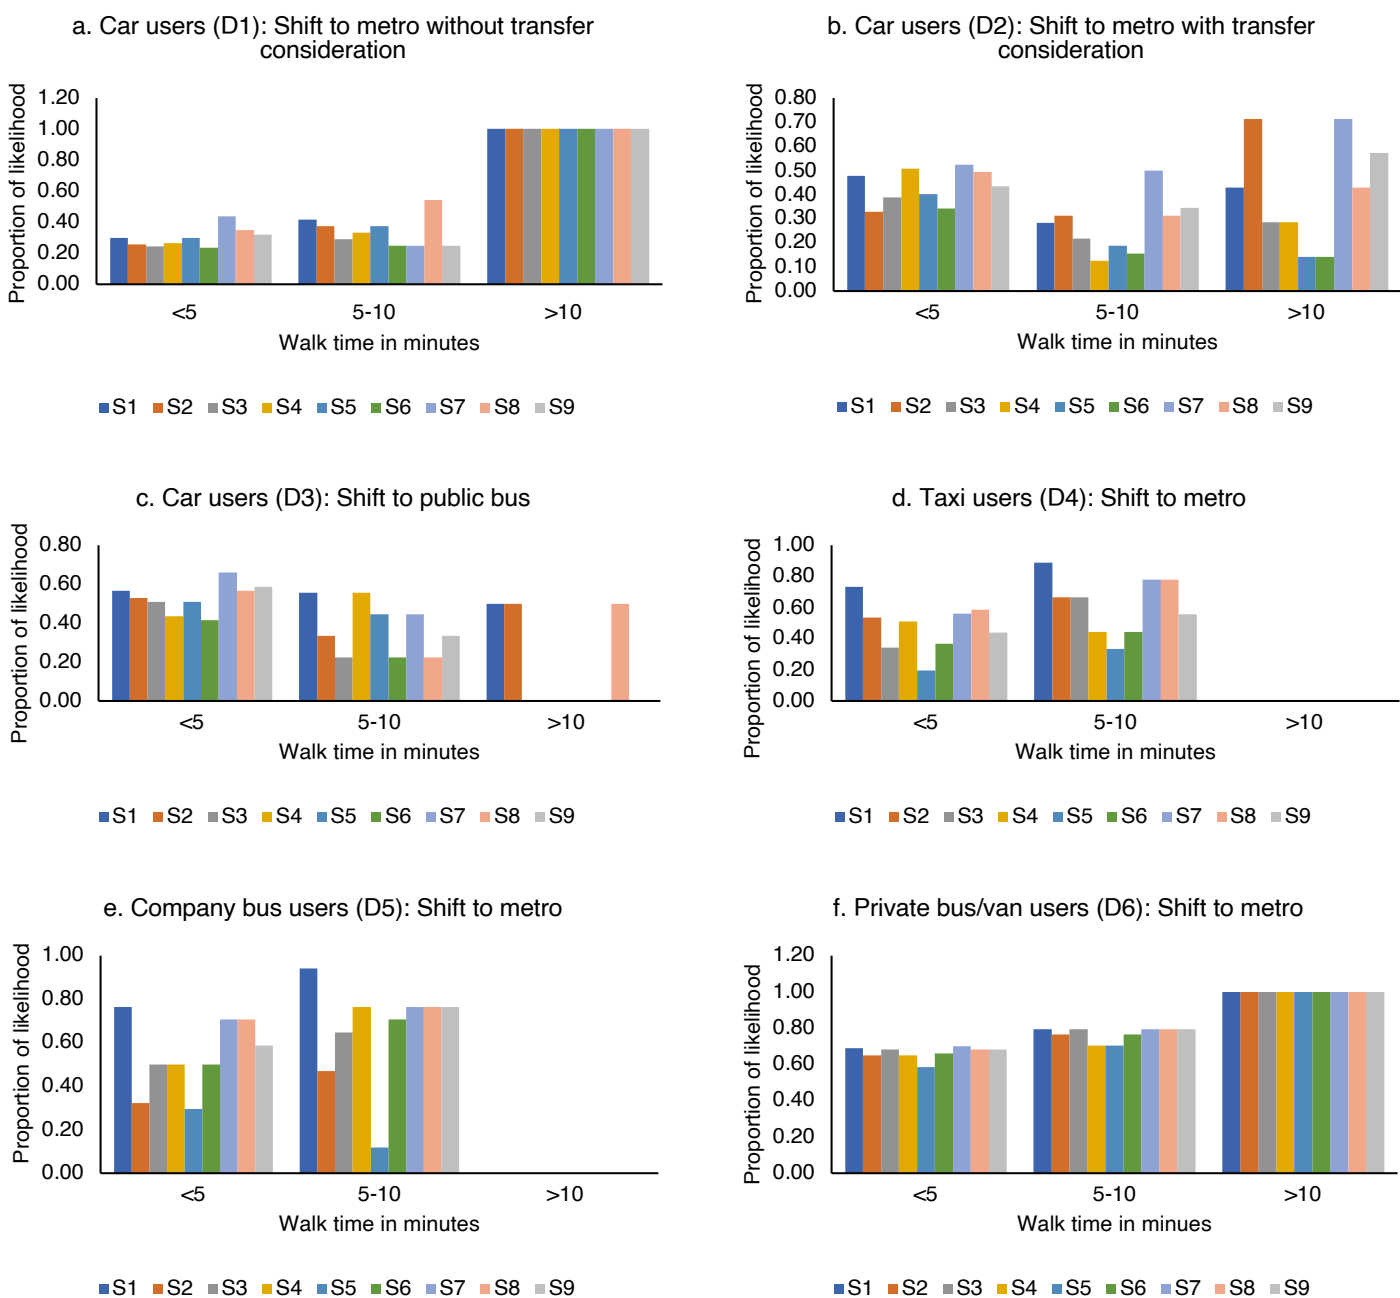 a. Car users (D1): Shift to metro without transfer
consideration
Proportion of likelihood
1.20
1.00
0.80
0.60
0.40
0.20
0.00
<5 5-10 >10
Walk time in minutes
S1 S2 S3 S4 S5 S6 S7 S8 S9
b. Car users (D2): Shift to metro with transfer
consideration
Proportion of likelihood
0.80
0.70
0.60
0.50
0.40
0.30
0.20
0.10
0.00
<5 5-10 >10
Walk time in minutes
S1 S2 S3 S4 S5 S6 S7 S8 S9
c. Car users (D3): Shift to public bus
Proportion of likelihood
0.80
0.60
0.40
0.20
0.00
<5 5-10 >10
Walk time in minutes
S1 S2 S3 S4 S5 S6 S7 S8 S9
d. Taxi users (D4): Shift to metro
Proportion of likelihood
1.00
0.80
0.60
0.40
0.20
0.00
<5 5-10 >10
Walk time in minutes
S1 S2 S3 S4 S5 S6 S7 S8 S9
e. Company bus users (D5): Shift to metro
Proportion of likelihood
1.00
0.80
0.60
0.40
0.20
0.00
<5 5-10 >10
Walk time in minutes
S1 S2 S3 S4 S5 S6 S7 S8 S9
f. Private bus/van users (D6): Shift to metro
Proportion of likelihood
1.20
1.00
0.80
0.60
0.40
0.20
0.00
<5 5-10 >10
Walk time in minues
S1 S2 S3 S4 S5 S6 S7 S8 S9